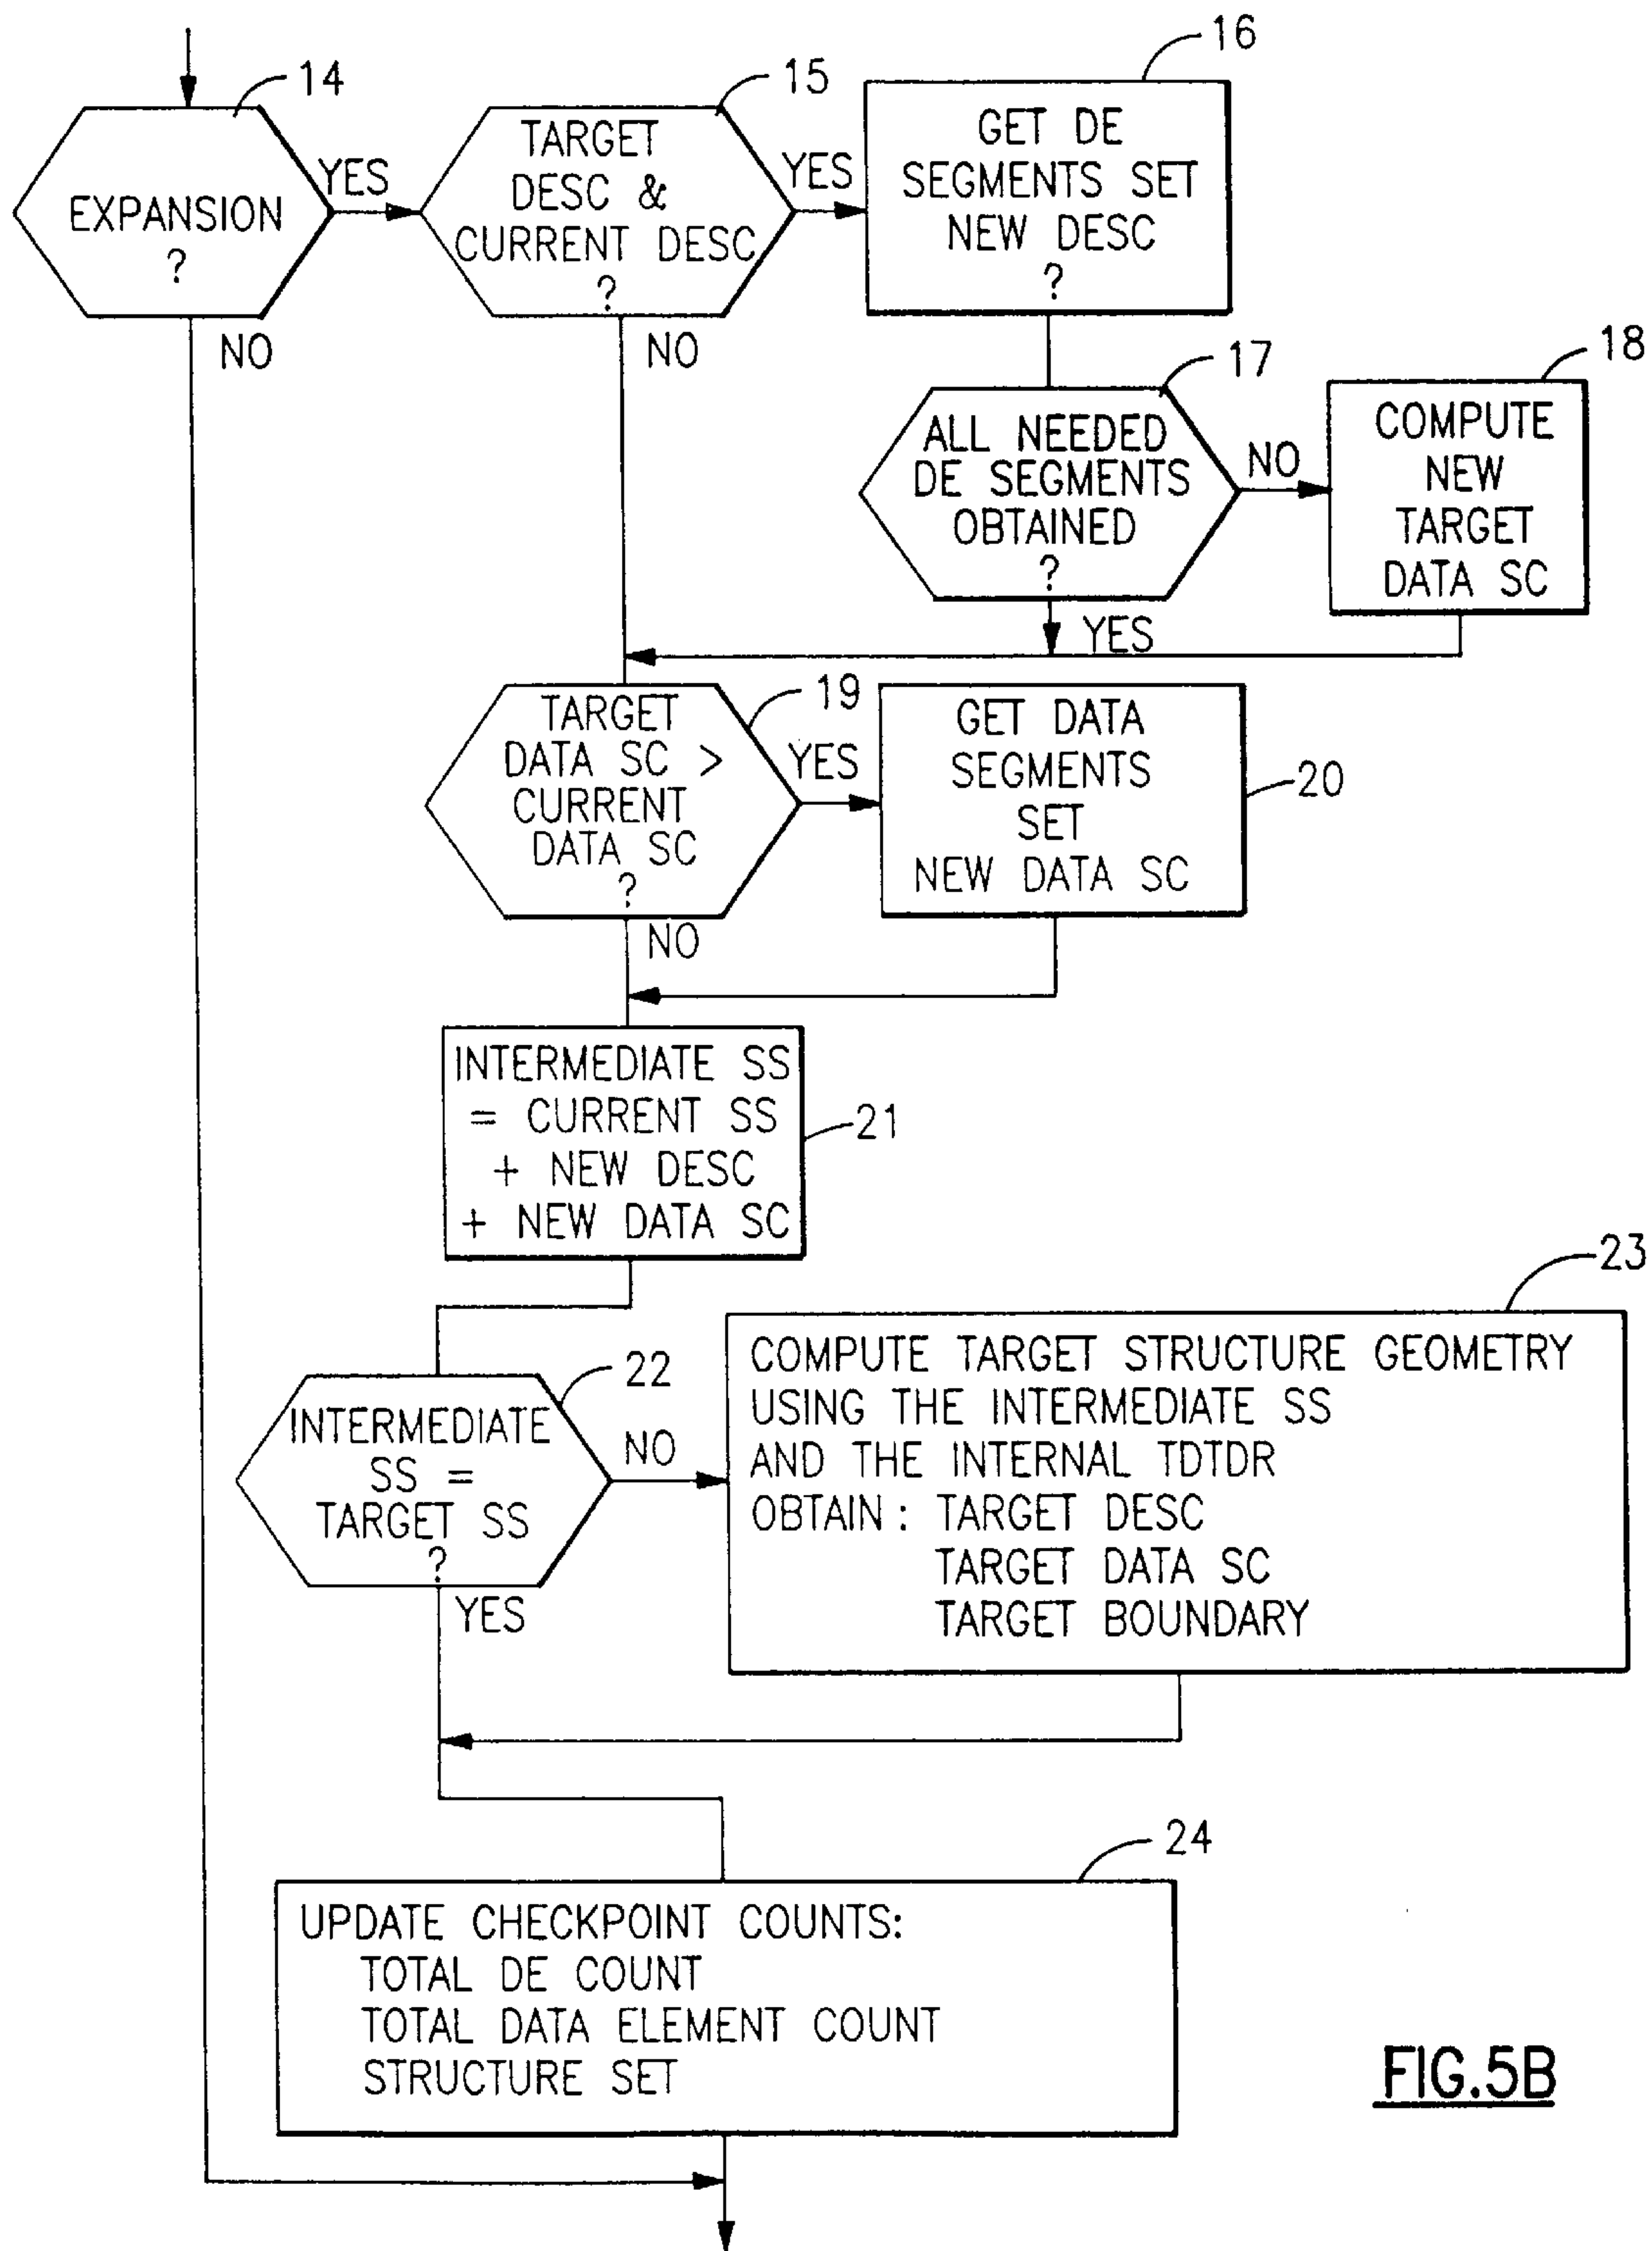 14
EXPANSION
?
YES
NO
15
TARGET
DESC &
CURRENT DESC
?
YES
NO
16
GET DE
SEGMENTS SET
NEW DESC
?
17
ALL NEEDED
DE SEGMENTS
OBTAINED
?
NO
YES
18
COMPUTE
NEW
TARGET
DATA SC
19
TARGET
DATA SC >
CURRENT
DATA SC
?
YES
NO
20
GET DATA
SEGMENTS
SET
NEW DATA SC
21
INTERMEDIATE SS
= CURRENT SS
+ NEW DESC
+ NEW DATA SC
22
INTERMEDIATE
SS =
TARGET SS
?
NO
YES
23
COMPUTE TARGET STRUCTURE GEOMETRY
USING THE INTERMEDIATE SS
AND THE INTERNAL TDTDR
OBTAIN: TARGET DESC
TARGET DATA SC
TARGET BOUNDARY
24
UPDATE CHECKPOINT COUNTS:
TOTAL DE COUNT
TOTAL DATA ELEMENT COUNT
STRUCTURE SET
FIG.5B